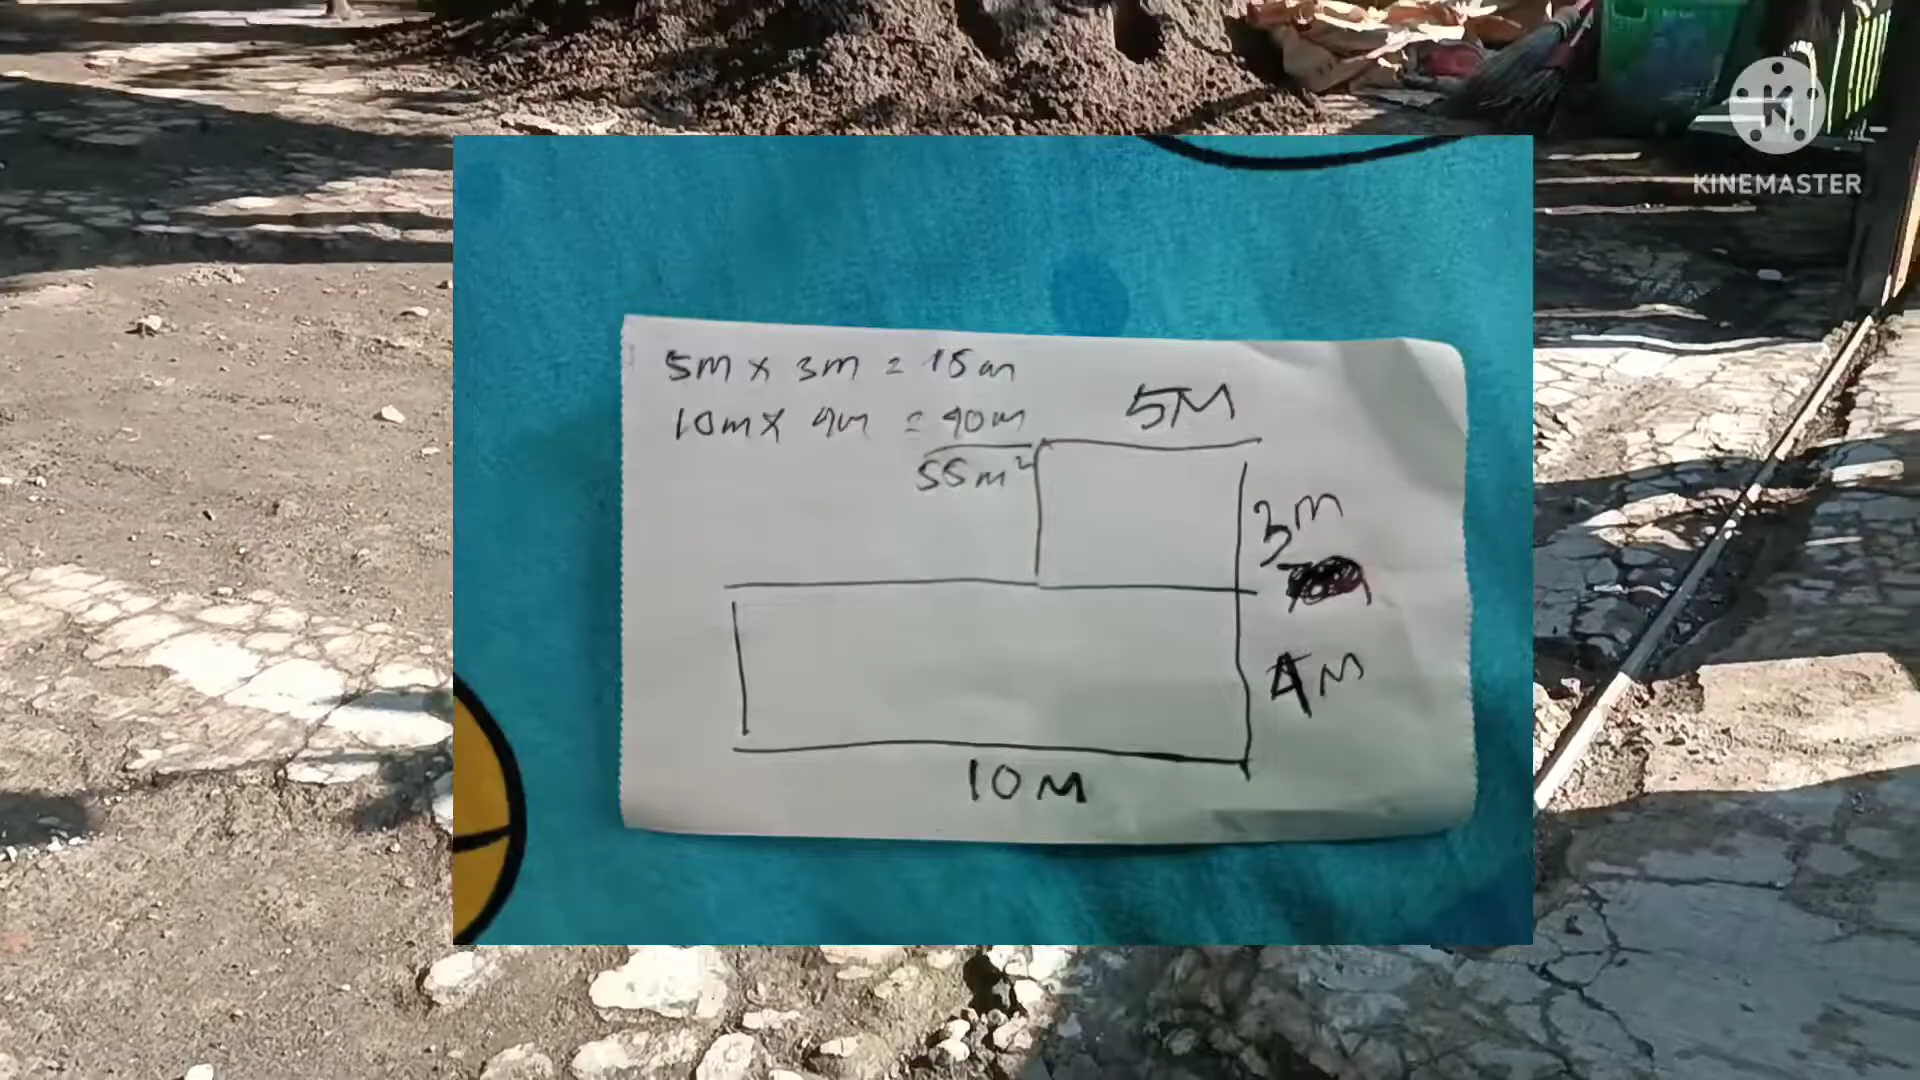 5m x 3m = 15m
10m x 4m = 40m
55m²
5M
3m
4M
10M
KINEMASTER